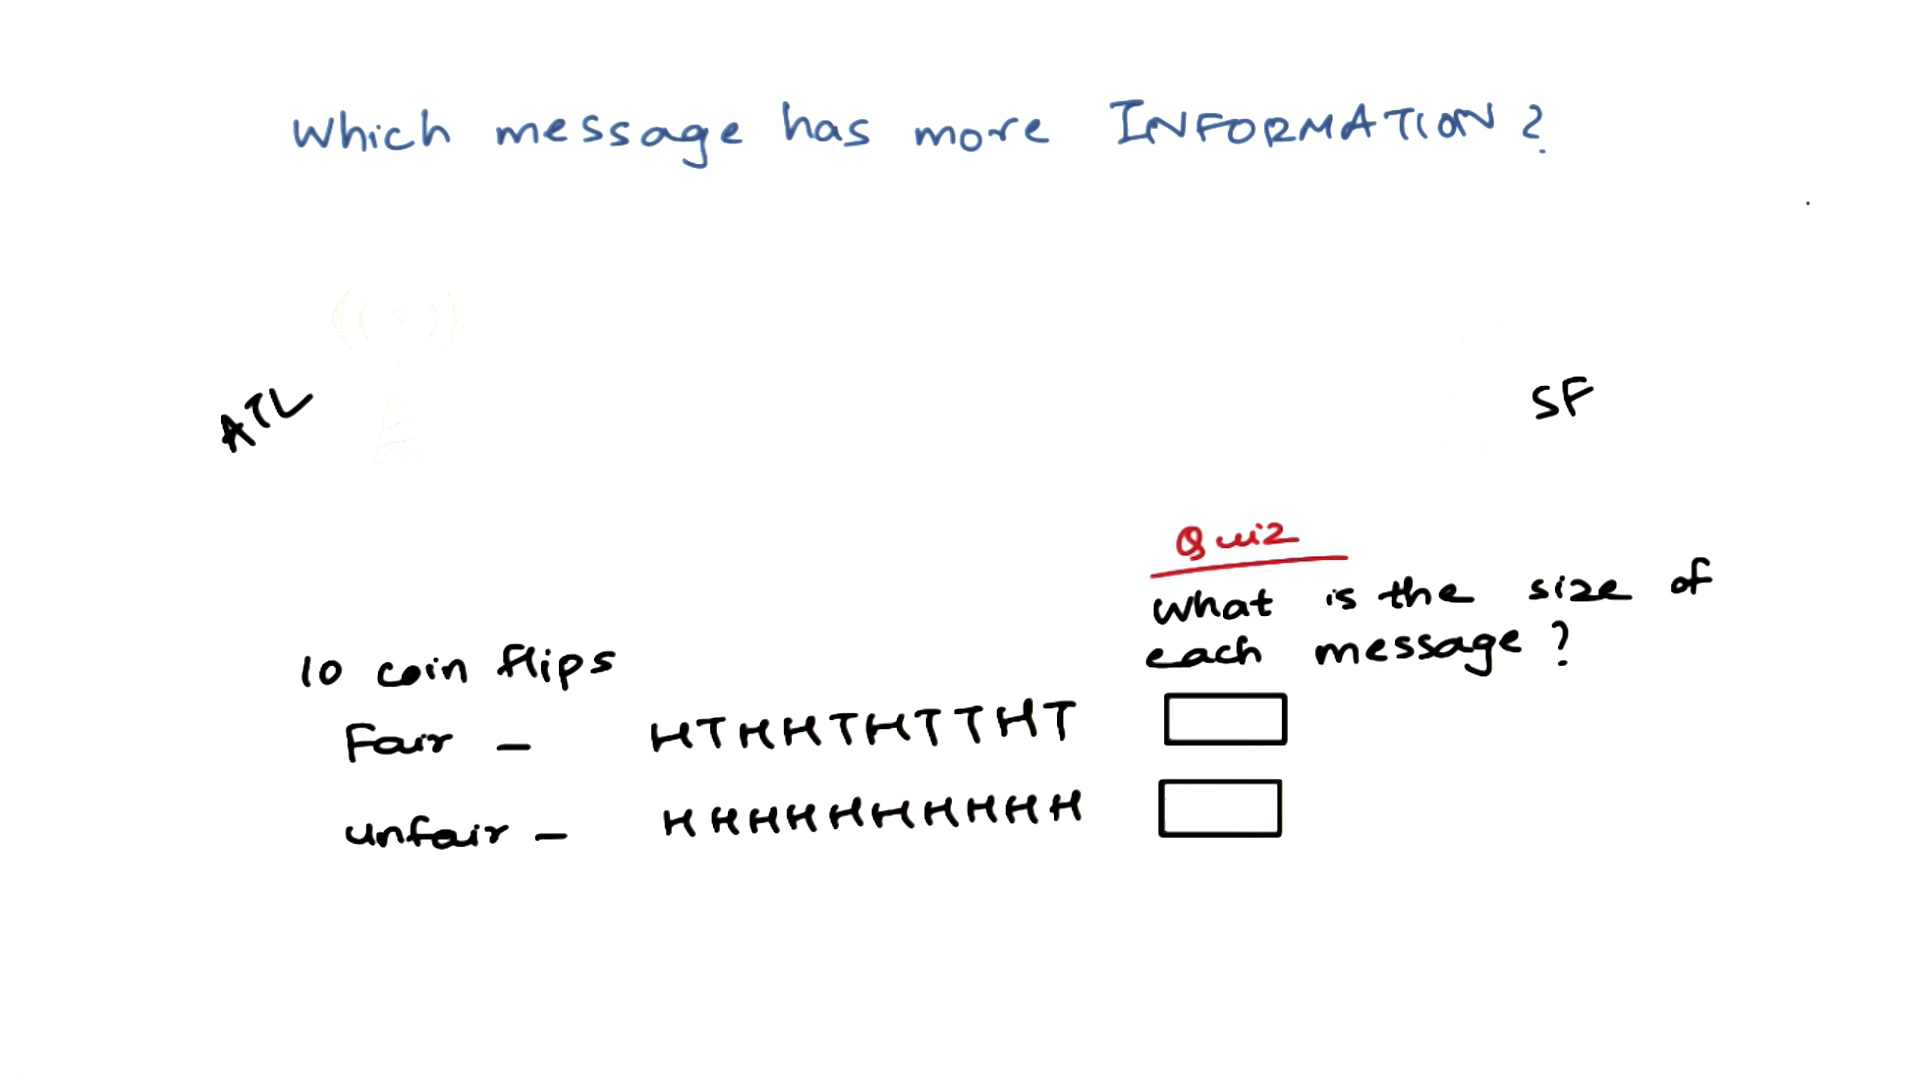 Which message has more INFORMATION?
ATL
SF
Quiz
What is the size of
each message?
10 coin flips
Fair - HTHHTHTTHT
unfair - HHHHHHHHHH